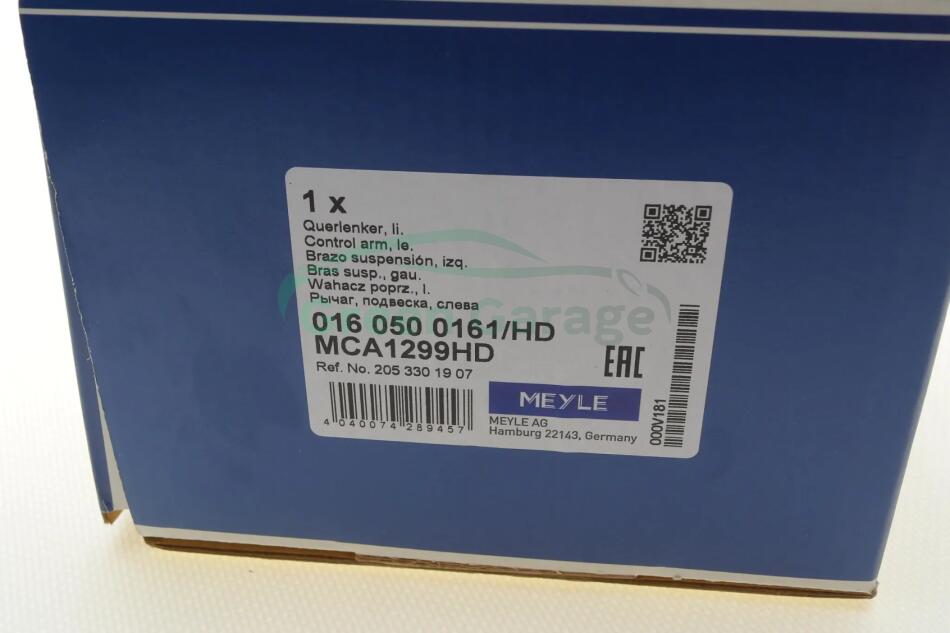 1 x
Querlenker, li.
Control arm, le.
Brazo suspensión, izq.
Bras susp., gau.
Wahacz poprz., l.
Рычаг, подвеска, слева
Green Garage
016 050 0161/HD
MCA1299HD
Ref. No. 205 330 19 07
EAC
MEYLE
MEYLE AG
Hamburg 22143, Germany
4 040074 289457
000V181